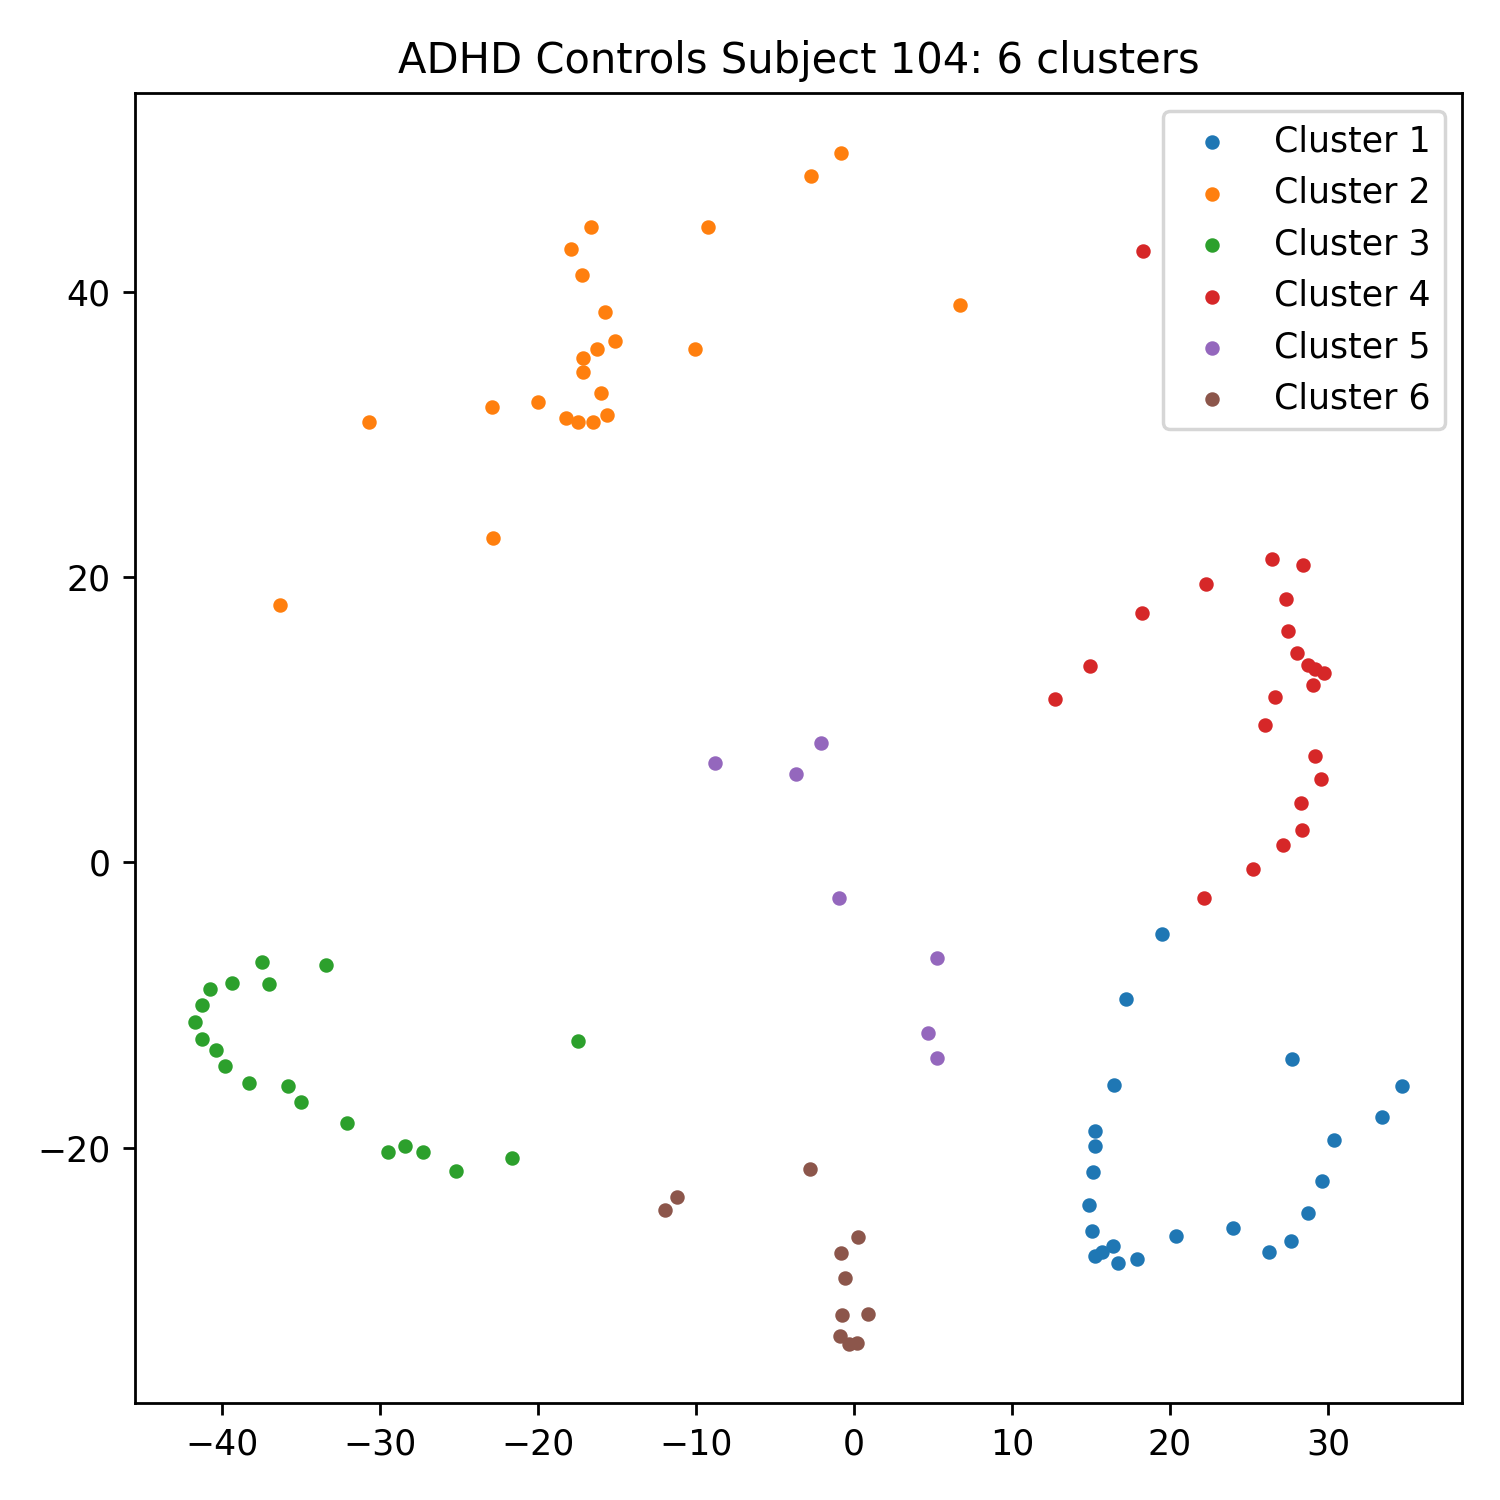 ADHD Controls Subject 104: 6 clusters
Cluster 1
Cluster 2
Cluster 3
Cluster 4
Cluster 5
Cluster 6
40
20
0
−20
−40 −30 −20 −10 0 10 20 30